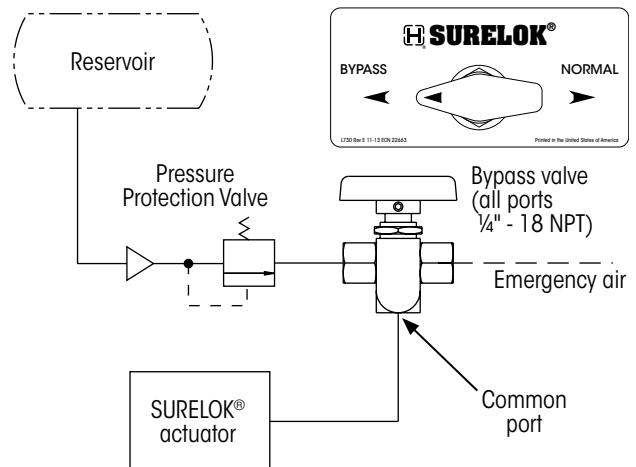 Reservoir
H SURELOK®
BYPASS
NORMAL
L730 Rev E 11-13 ECN 22663
Printed in the United States of America
Pressure
Protection Valve
Bypass valve
(all ports
¼" - 18 NPT)
Emergency air
SURELOK®
actuator
Common
port